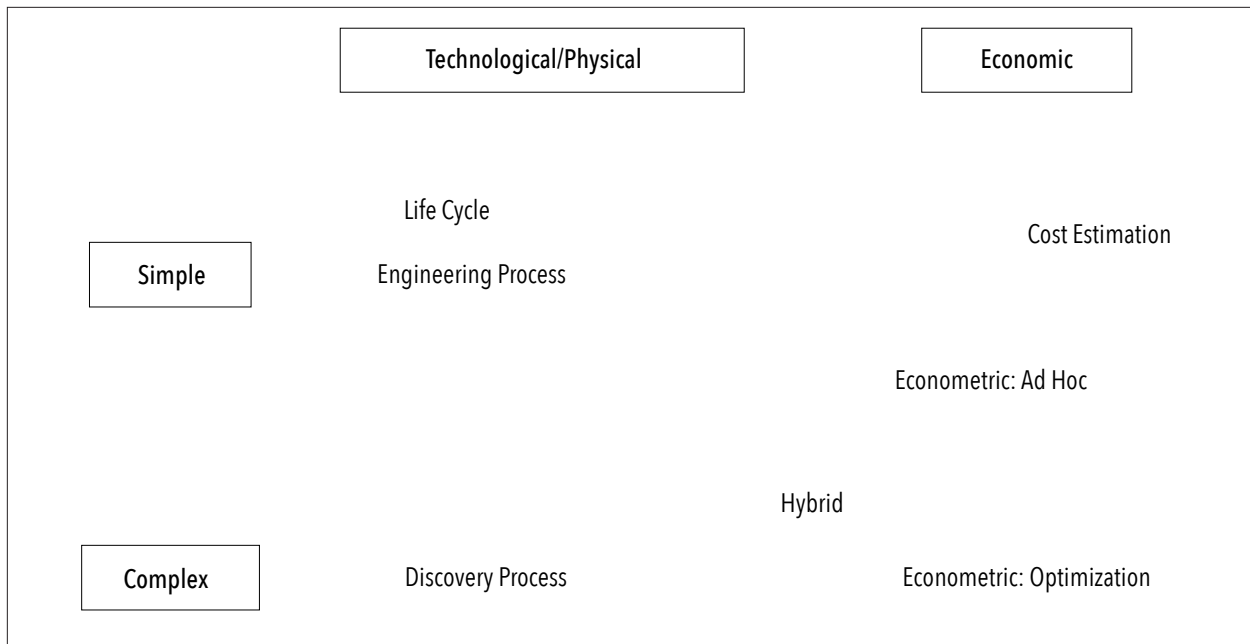 Technological/Physical
Economic
Life Cycle
Cost Estimation
Simple
Engineering Process
Econometric: Ad Hoc
Hybrid
Complex
Discovery Process
Econometric: Optimization